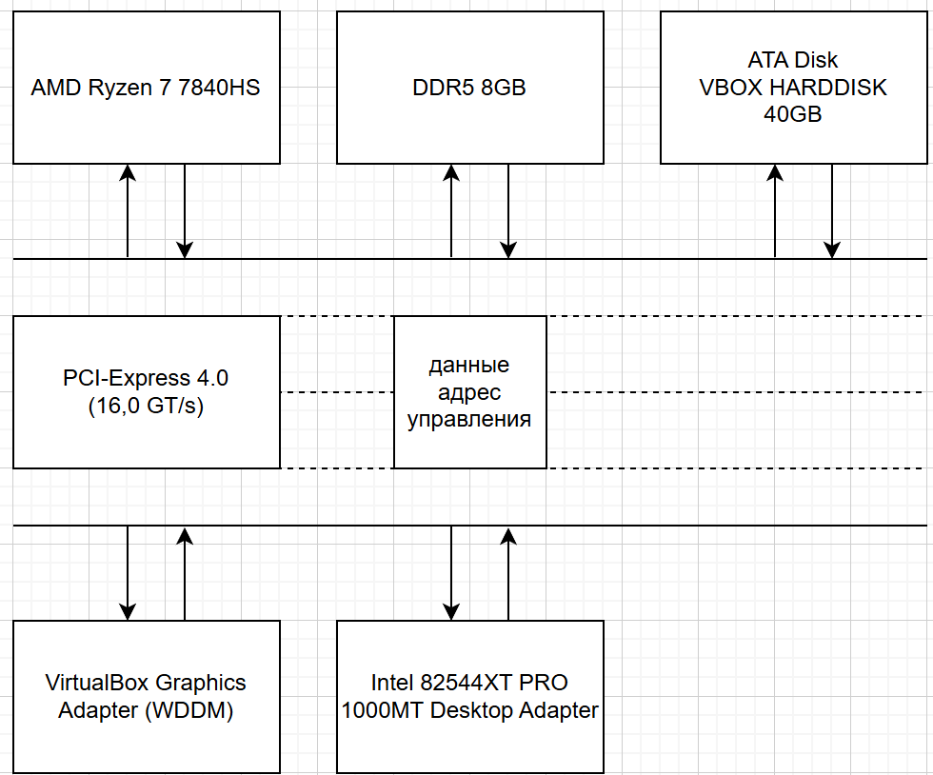 AMD Ryzen 7 7840HS
DDR5 8GB
ATA Disk
VBOX HARDDISK
40GB
PCI-Express 4.0
(16,0 GT/s)
данные
адрес
управления
VirtualBox Graphics
Adapter (WDDM)
Intel 82544XT PRO
1000MT Desktop Adapter